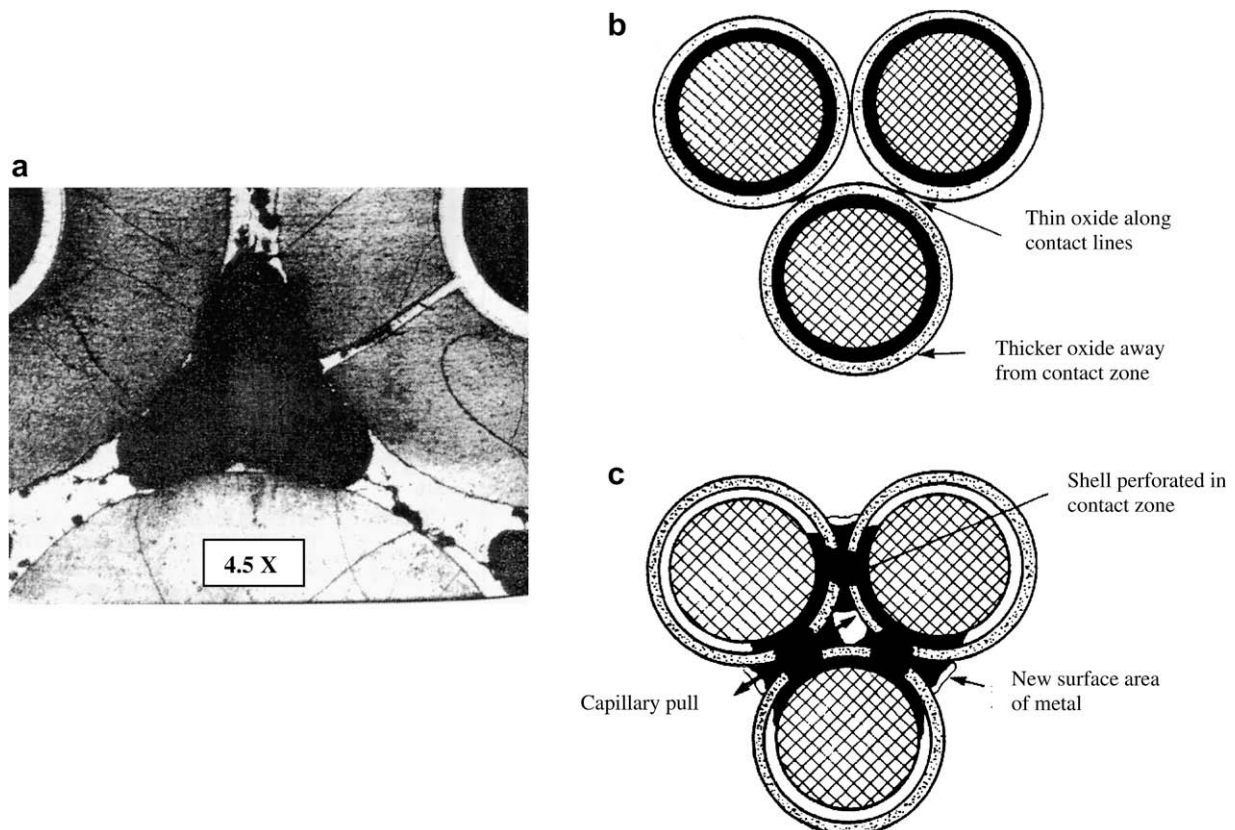 a
4.5 X
b
Thin oxide along
contact lines
Thicker oxide away
from contact zone
c
Shell perforated in
contact zone
Capillary pull
New surface area
of metal